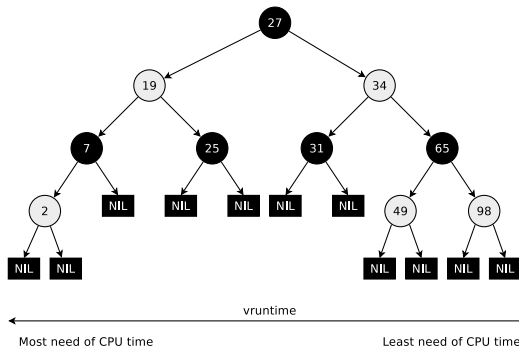 27
19
34
7
25
31
65
2
NIL
NIL
NIL
NIL
NIL
49
98
NIL
NIL
NIL
NIL
NIL
NIL
vruntime
Most need of CPU time
Least need of CPU time